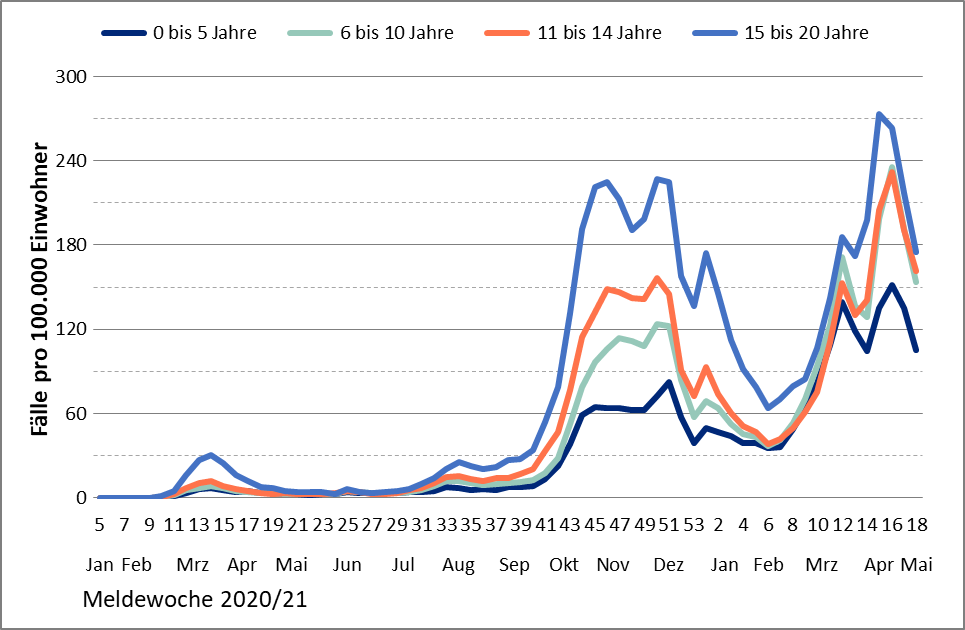 0 bis 5 Jahre 6 bis 10 Jahre 11 bis 14 Jahre 15 bis 20 Jahre
Fälle pro 100.000 Einwohner
300
240
180
120
60
0
5 7 9 11 13 15 17 19 21 23 25 27 29 31 33 35 37 39 41 43 45 47 49 51 53 2 4 6 8 10 12 14 16 18
Jan Feb Mrz Apr Mai Jun Jul Aug Sep Okt Nov Dez Jan Feb Mrz Apr Mai
Meldewoche 2020/21